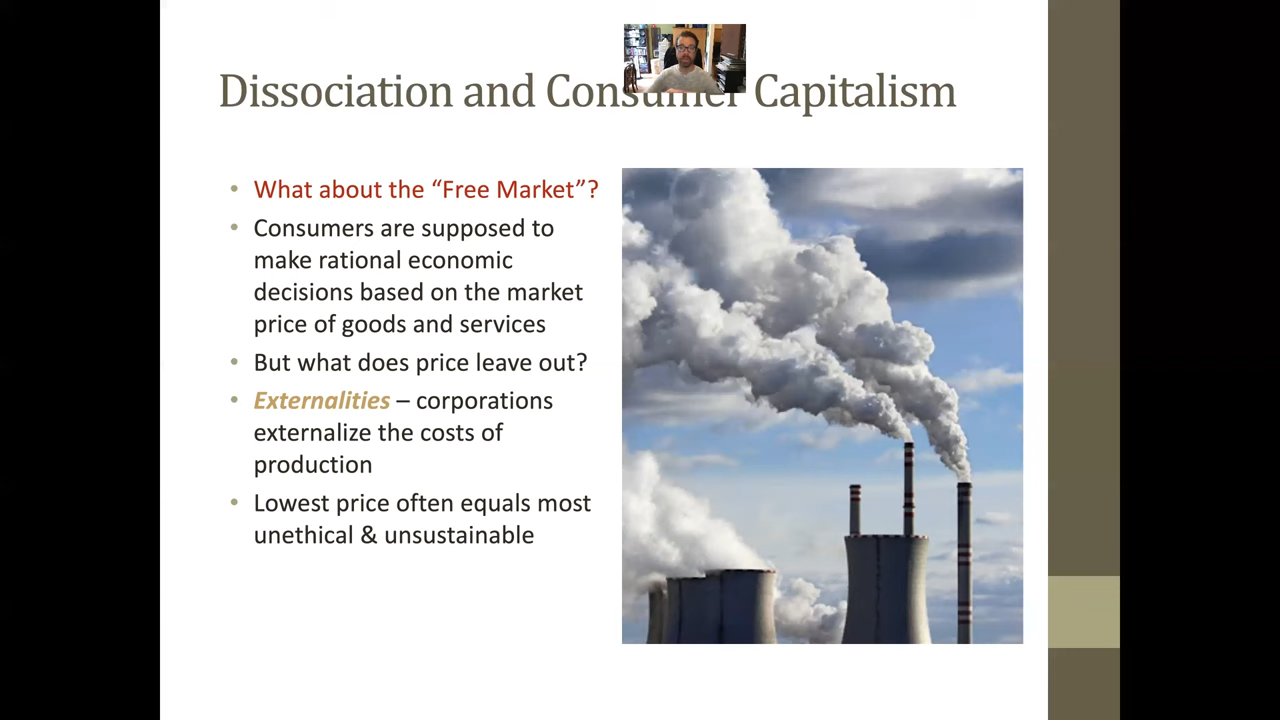 Dissociation and Consumer Capitalism
• What about the “Free Market”?
• Consumers are supposed to
make rational economic
decisions based on the market
price of goods and services
• But what does price leave out?
• Externalities – corporations
externalize the costs of
production
• Lowest price often equals most
unethical & unsustainable